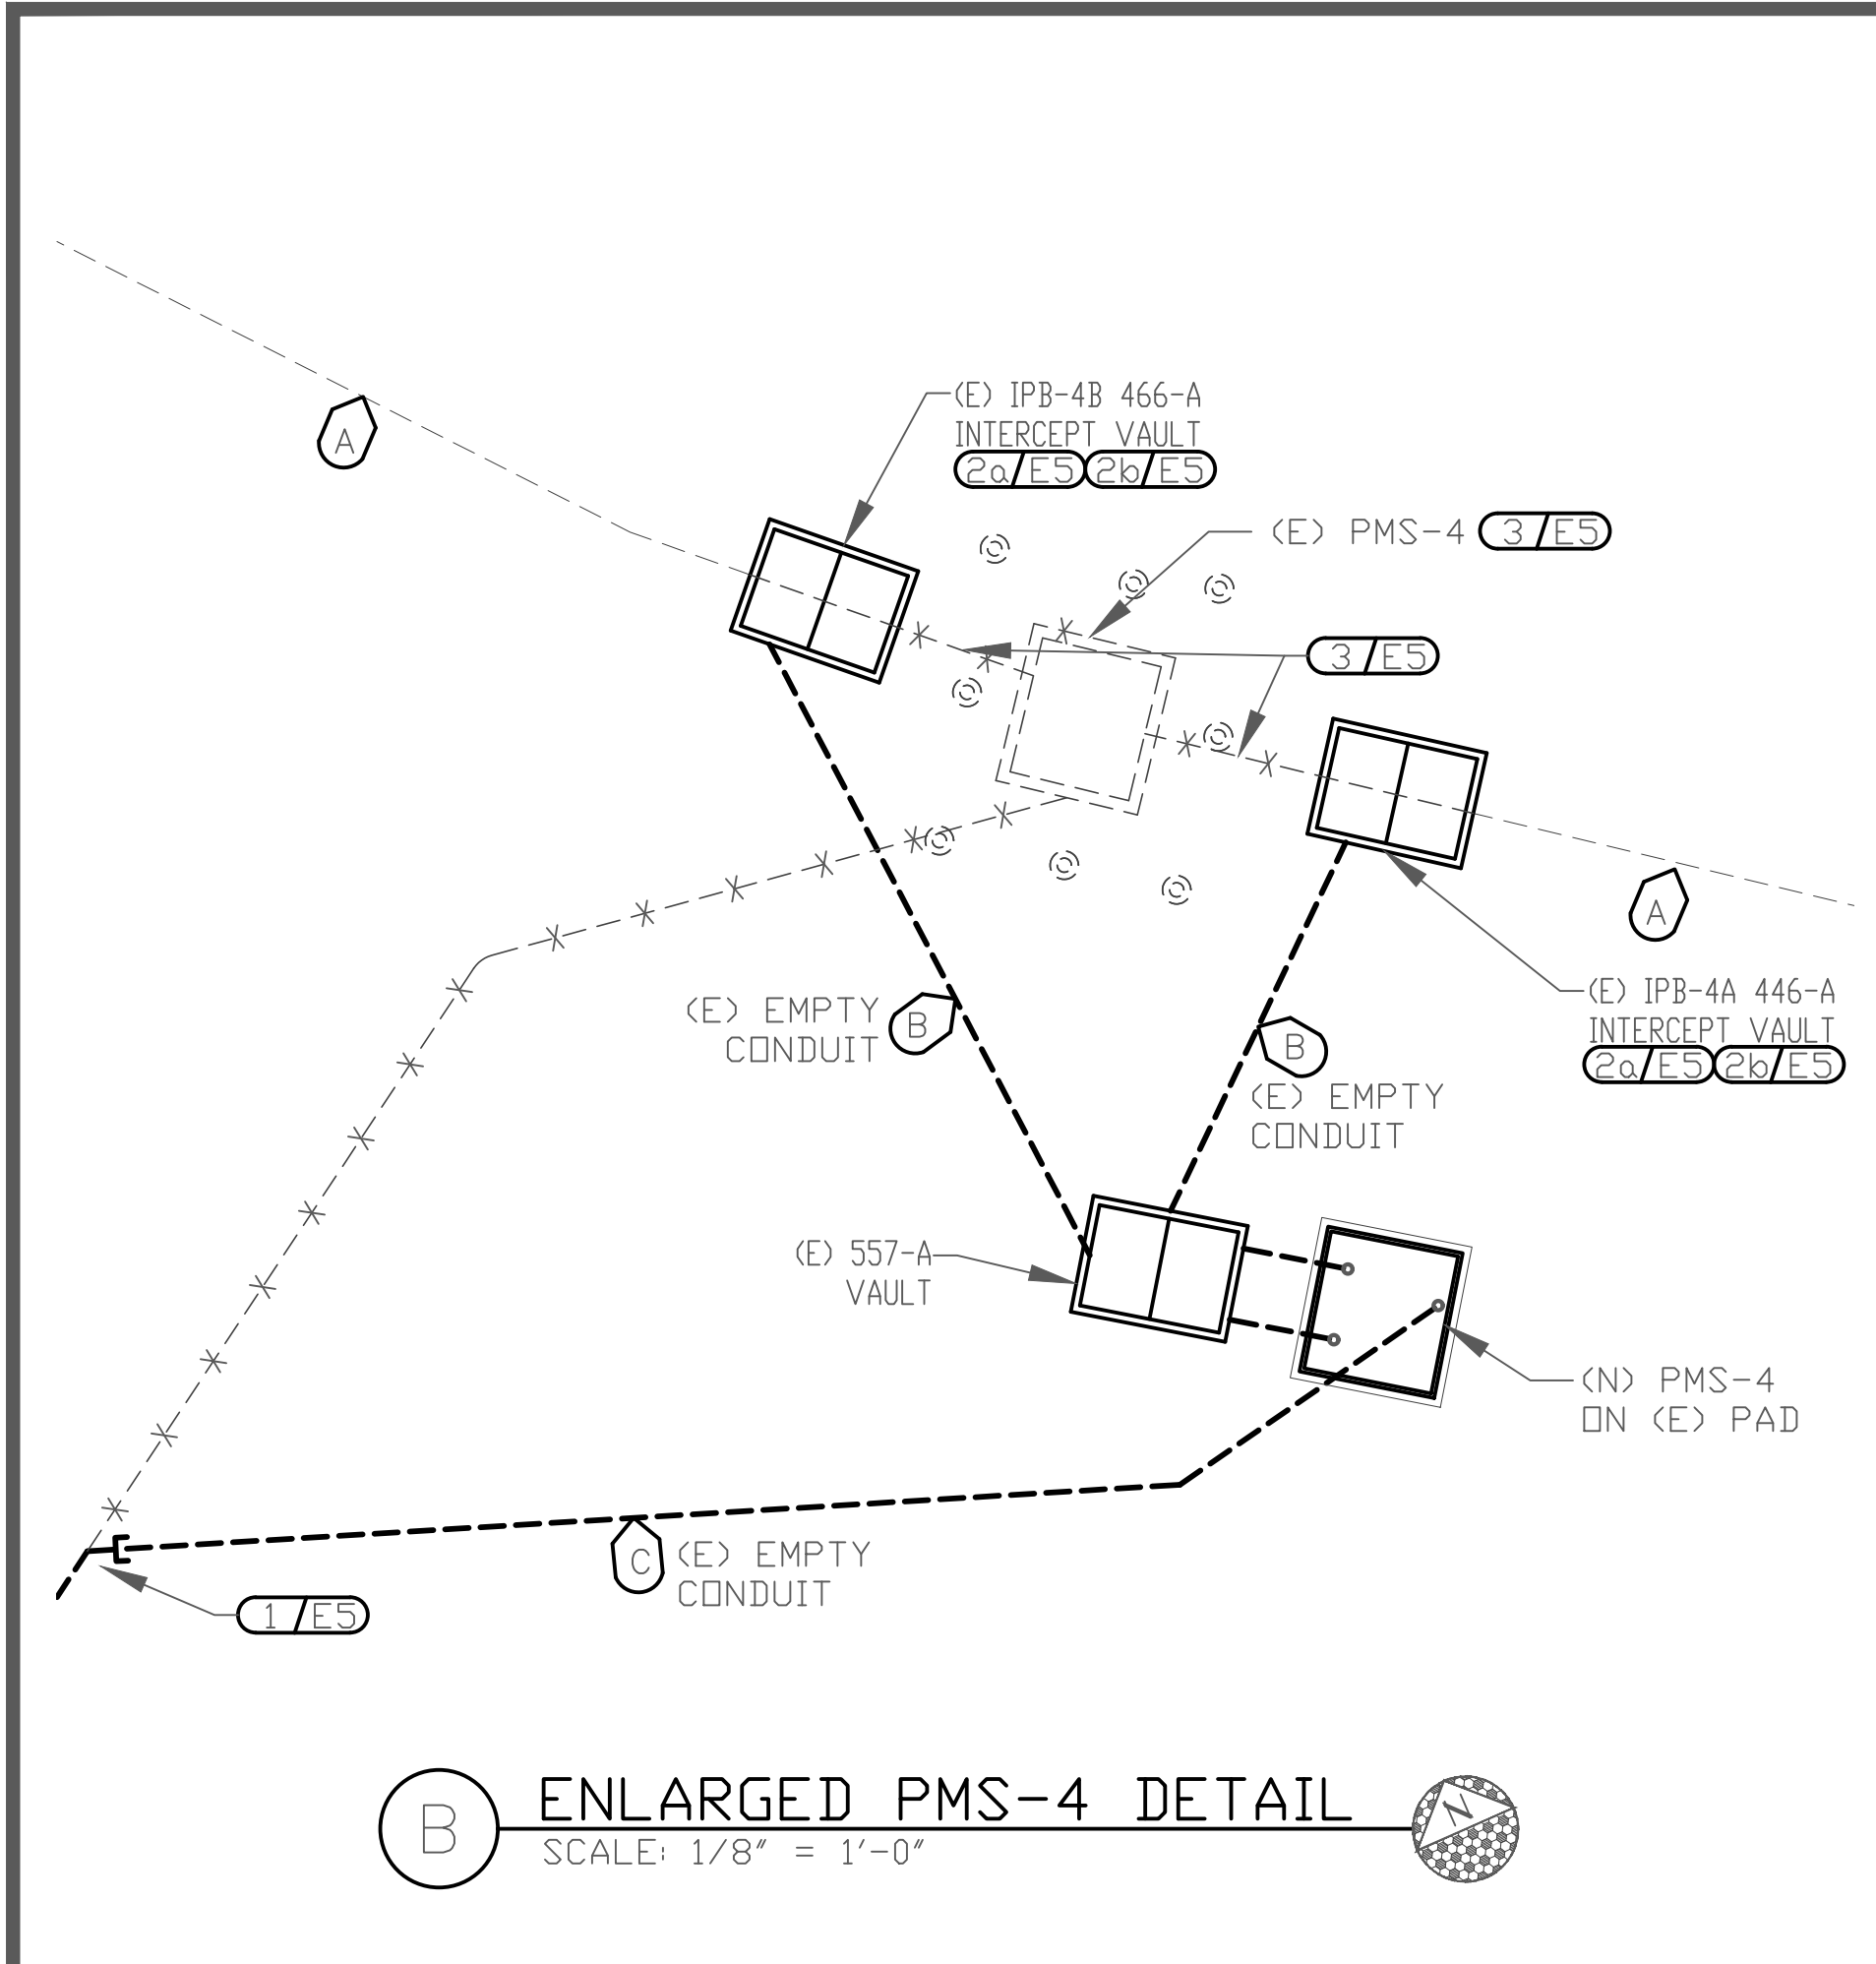 (E) IPB-4B 466-A
INTERCEPT VAULT
2a/E5 2b/E5
(E) PMS-4 3/E5
3/E5
A
A
(E) EMPTY
CONDUIT
B
B
(E) EMPTY
CONDUIT
(E) IPB-4A 446-A
INTERCEPT VAULT
2a/E5 2b/E5
(E) 557-A
VAULT
(N) PMS-4
ON (E) PAD
C
(E) EMPTY
CONDUIT
1/E5
B
ENLARGED PMS-4 DETAIL
SCALE: 1/8" = 1'-0"
N